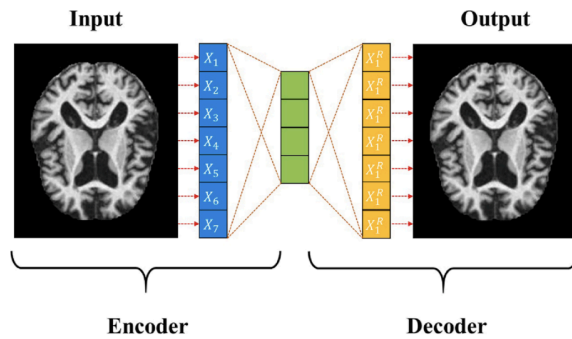 Input
Output
X₁
X₂
X₃
X₄
X₅
X₆
X₇
X₁ᴿ
X₁ᴿ
X₁ᴿ
X₁ᴿ
X₁ᴿ
X₁ᴿ
X₁ᴿ
Encoder
Decoder